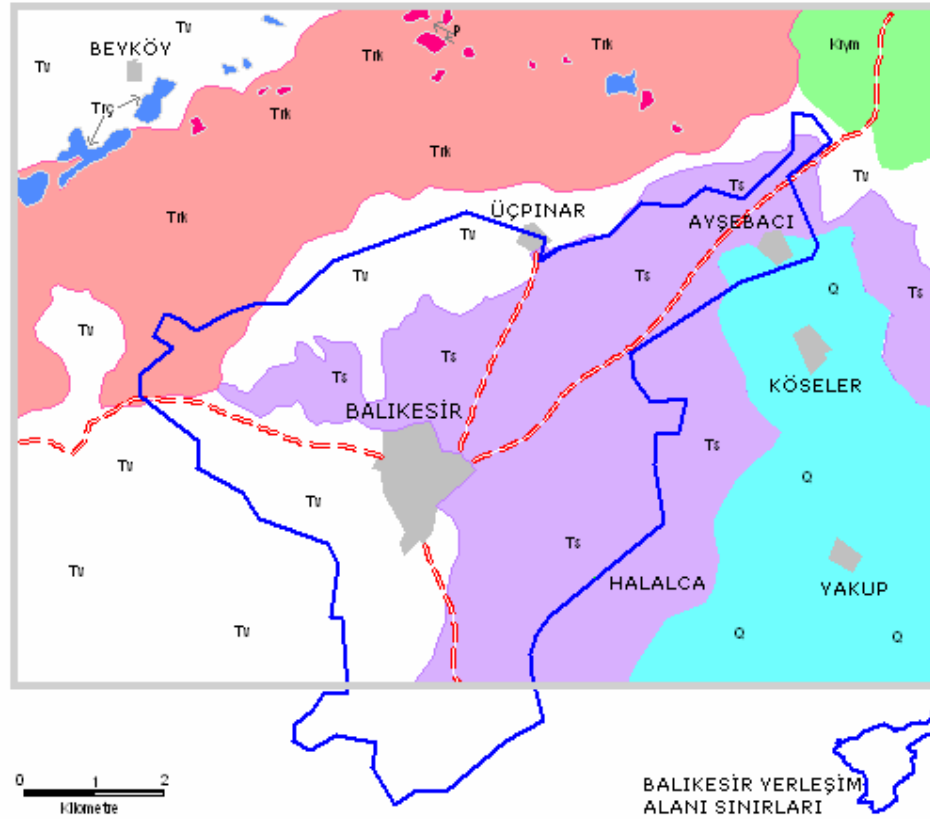 Tv
BEYKÖY
Trç
P
Trk
Trk
Kıym
Trk
Trk
Trk
Ts
Tv
ÜÇPINAR
AYŞEBACI
Tv
Tv
Ts
Ts
Q
Tv
Ts
Ts
KÖSELER
BALIKESİR
Tv
Ts
Q
Tv
Ts
Tv
HALALCA
YAKUP
Tv
Q
Q
0 1 2
Kilometre
BALIKESİR YERLEŞİM
ALANI SINIRLARI
Tv